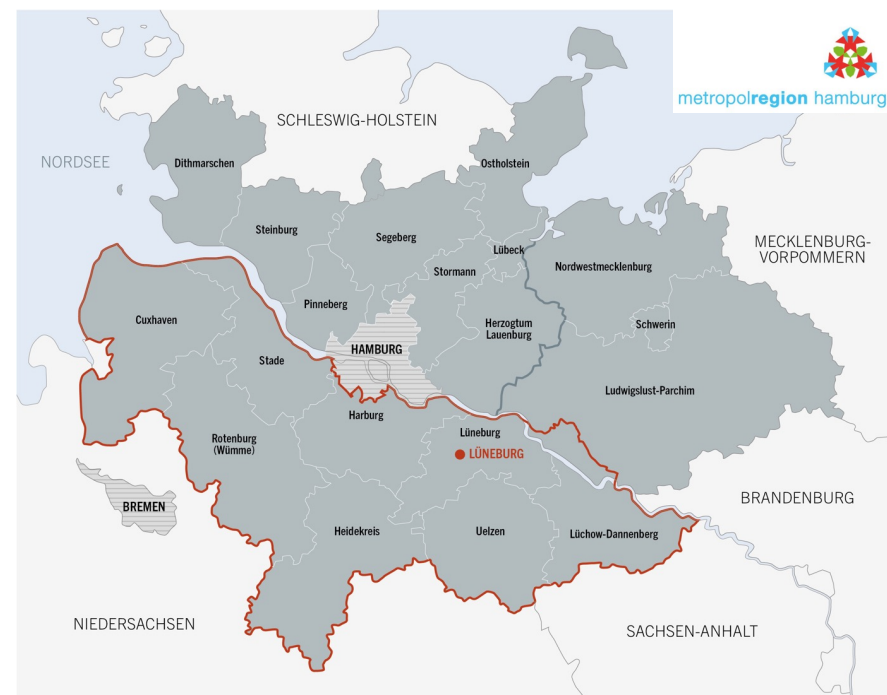 metropolregion hamburg
SCHLESWIG-HOLSTEIN
NORDSEE
Dithmarschen
Ostholstein
Steinburg
Segeberg
Lübeck
MECKLENBURG-
VORPOMMERN
Stormann
Nordwestmecklenburg
Pinneberg
Cuxhaven
Herzogtum
Lauenburg
Schwerin
HAMBURG
Stade
Ludwigslust-Parchim
Harburg
Lüneburg
Rotenburg
(Wümme)
LÜNEBURG
BRANDENBURG
BREMEN
Heidekreis
Uelzen
Lüchow-Dannenberg
NIEDERSACHSEN
SACHSEN-ANHALT